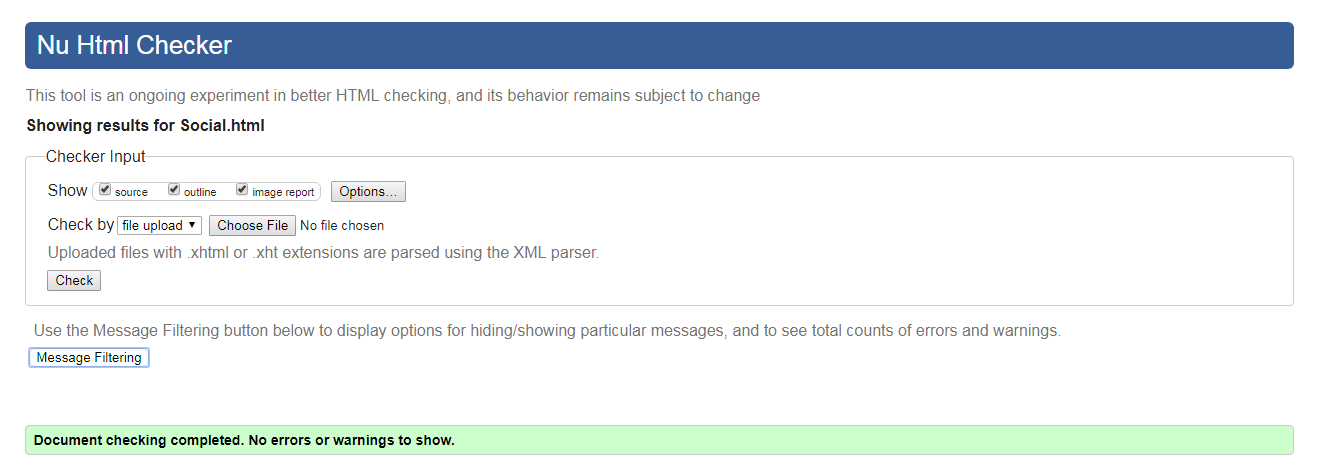 Nu Html Checker
This tool is an ongoing experiment in better HTML checking, and its behavior remains subject to change
Showing results for Social.html
Checker Input
Show source outline image report Options...
Check by file upload Choose File No file chosen
Uploaded files with .xhtml or .xht extensions are parsed using the XML parser.
Check
Use the Message Filtering button below to display options for hiding/showing particular messages, and to see total counts of errors and warnings.
Message Filtering
Document checking completed. No errors or warnings to show.